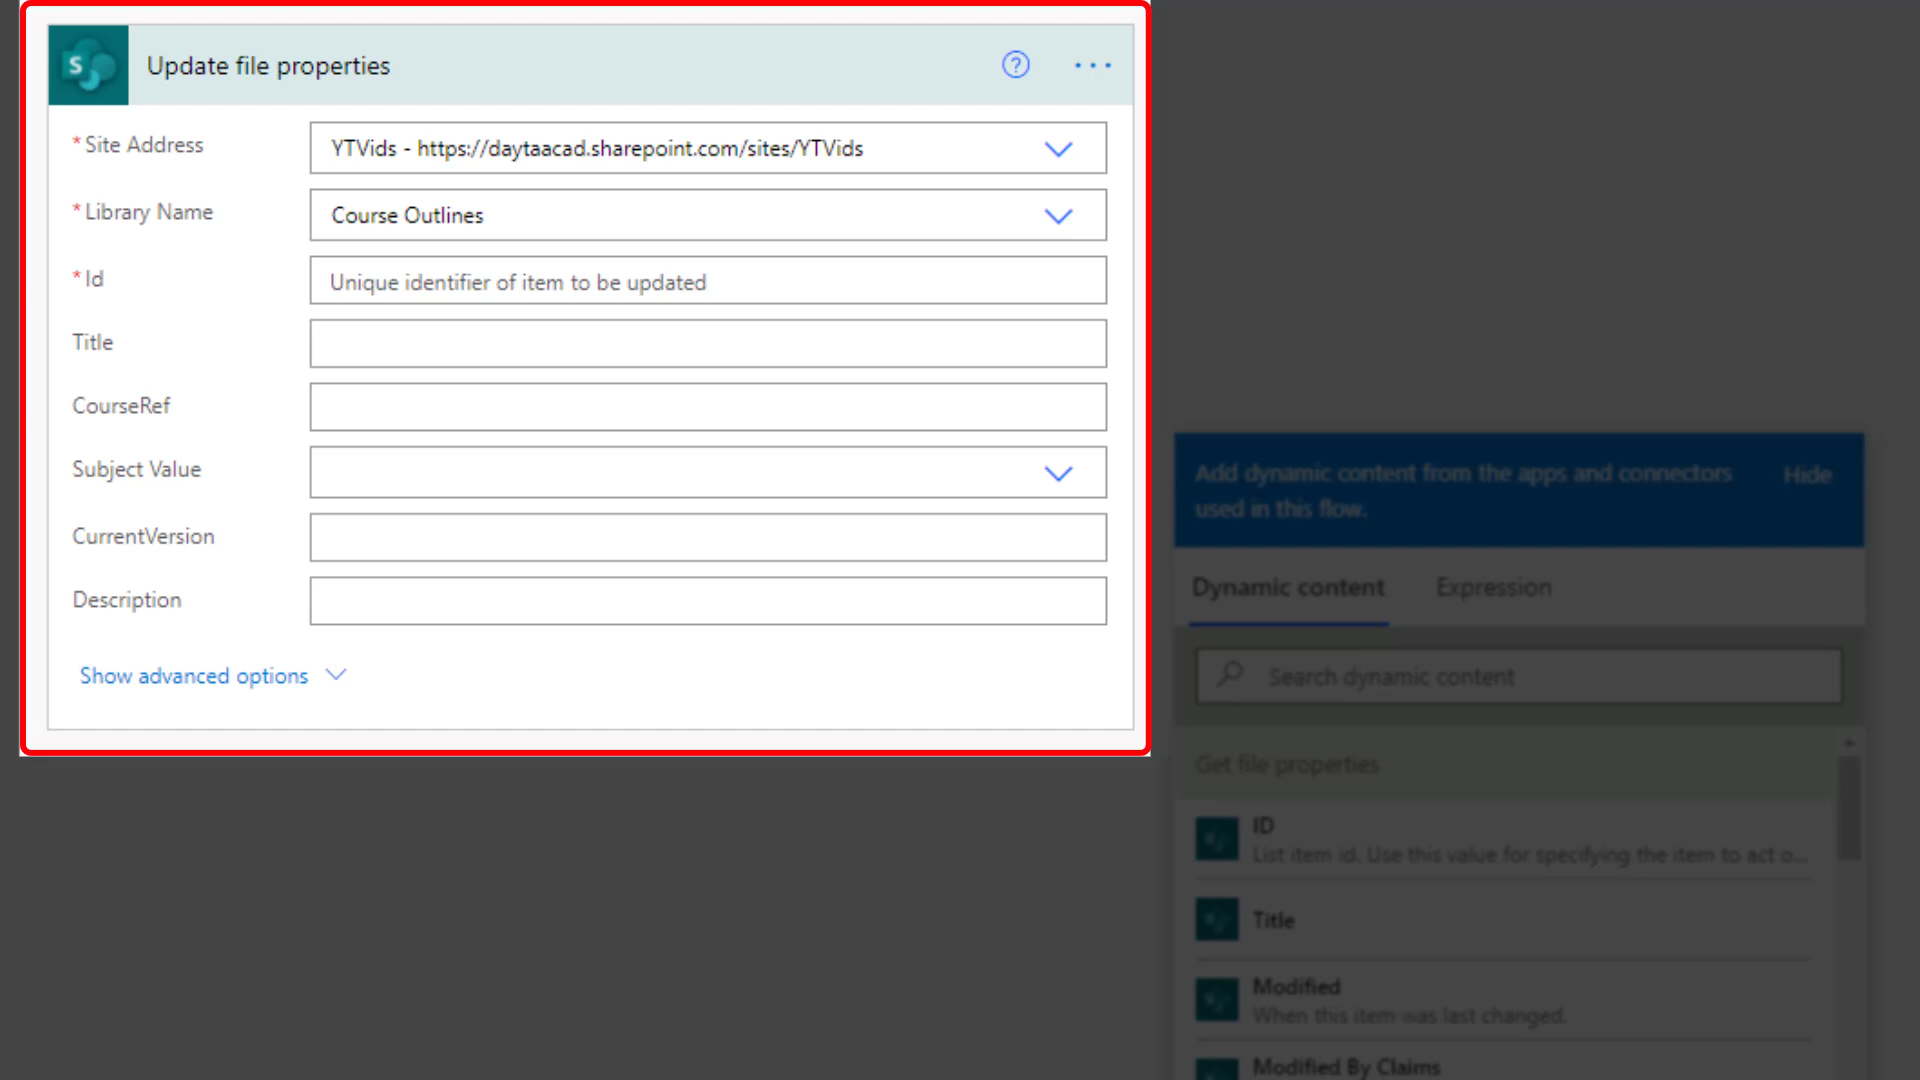 S
Update file properties
?
* Site Address
YTVids - https://daytaacad.sharepoint.com/sites/YTVids
* Library Name
Course Outlines
* Id
Unique identifier of item to be updated
Title
CourseRef
Subject Value
CurrentVersion
Description
Show advanced options
Add dynamic content from the apps and connectors used in this flow.
Hide
Dynamic content
Expression
Search dynamic content
Get file properties
ID
List item id. Use this value for specifying the item to act o...
Title
Modified
When this item was last changed.
Modified By Claims